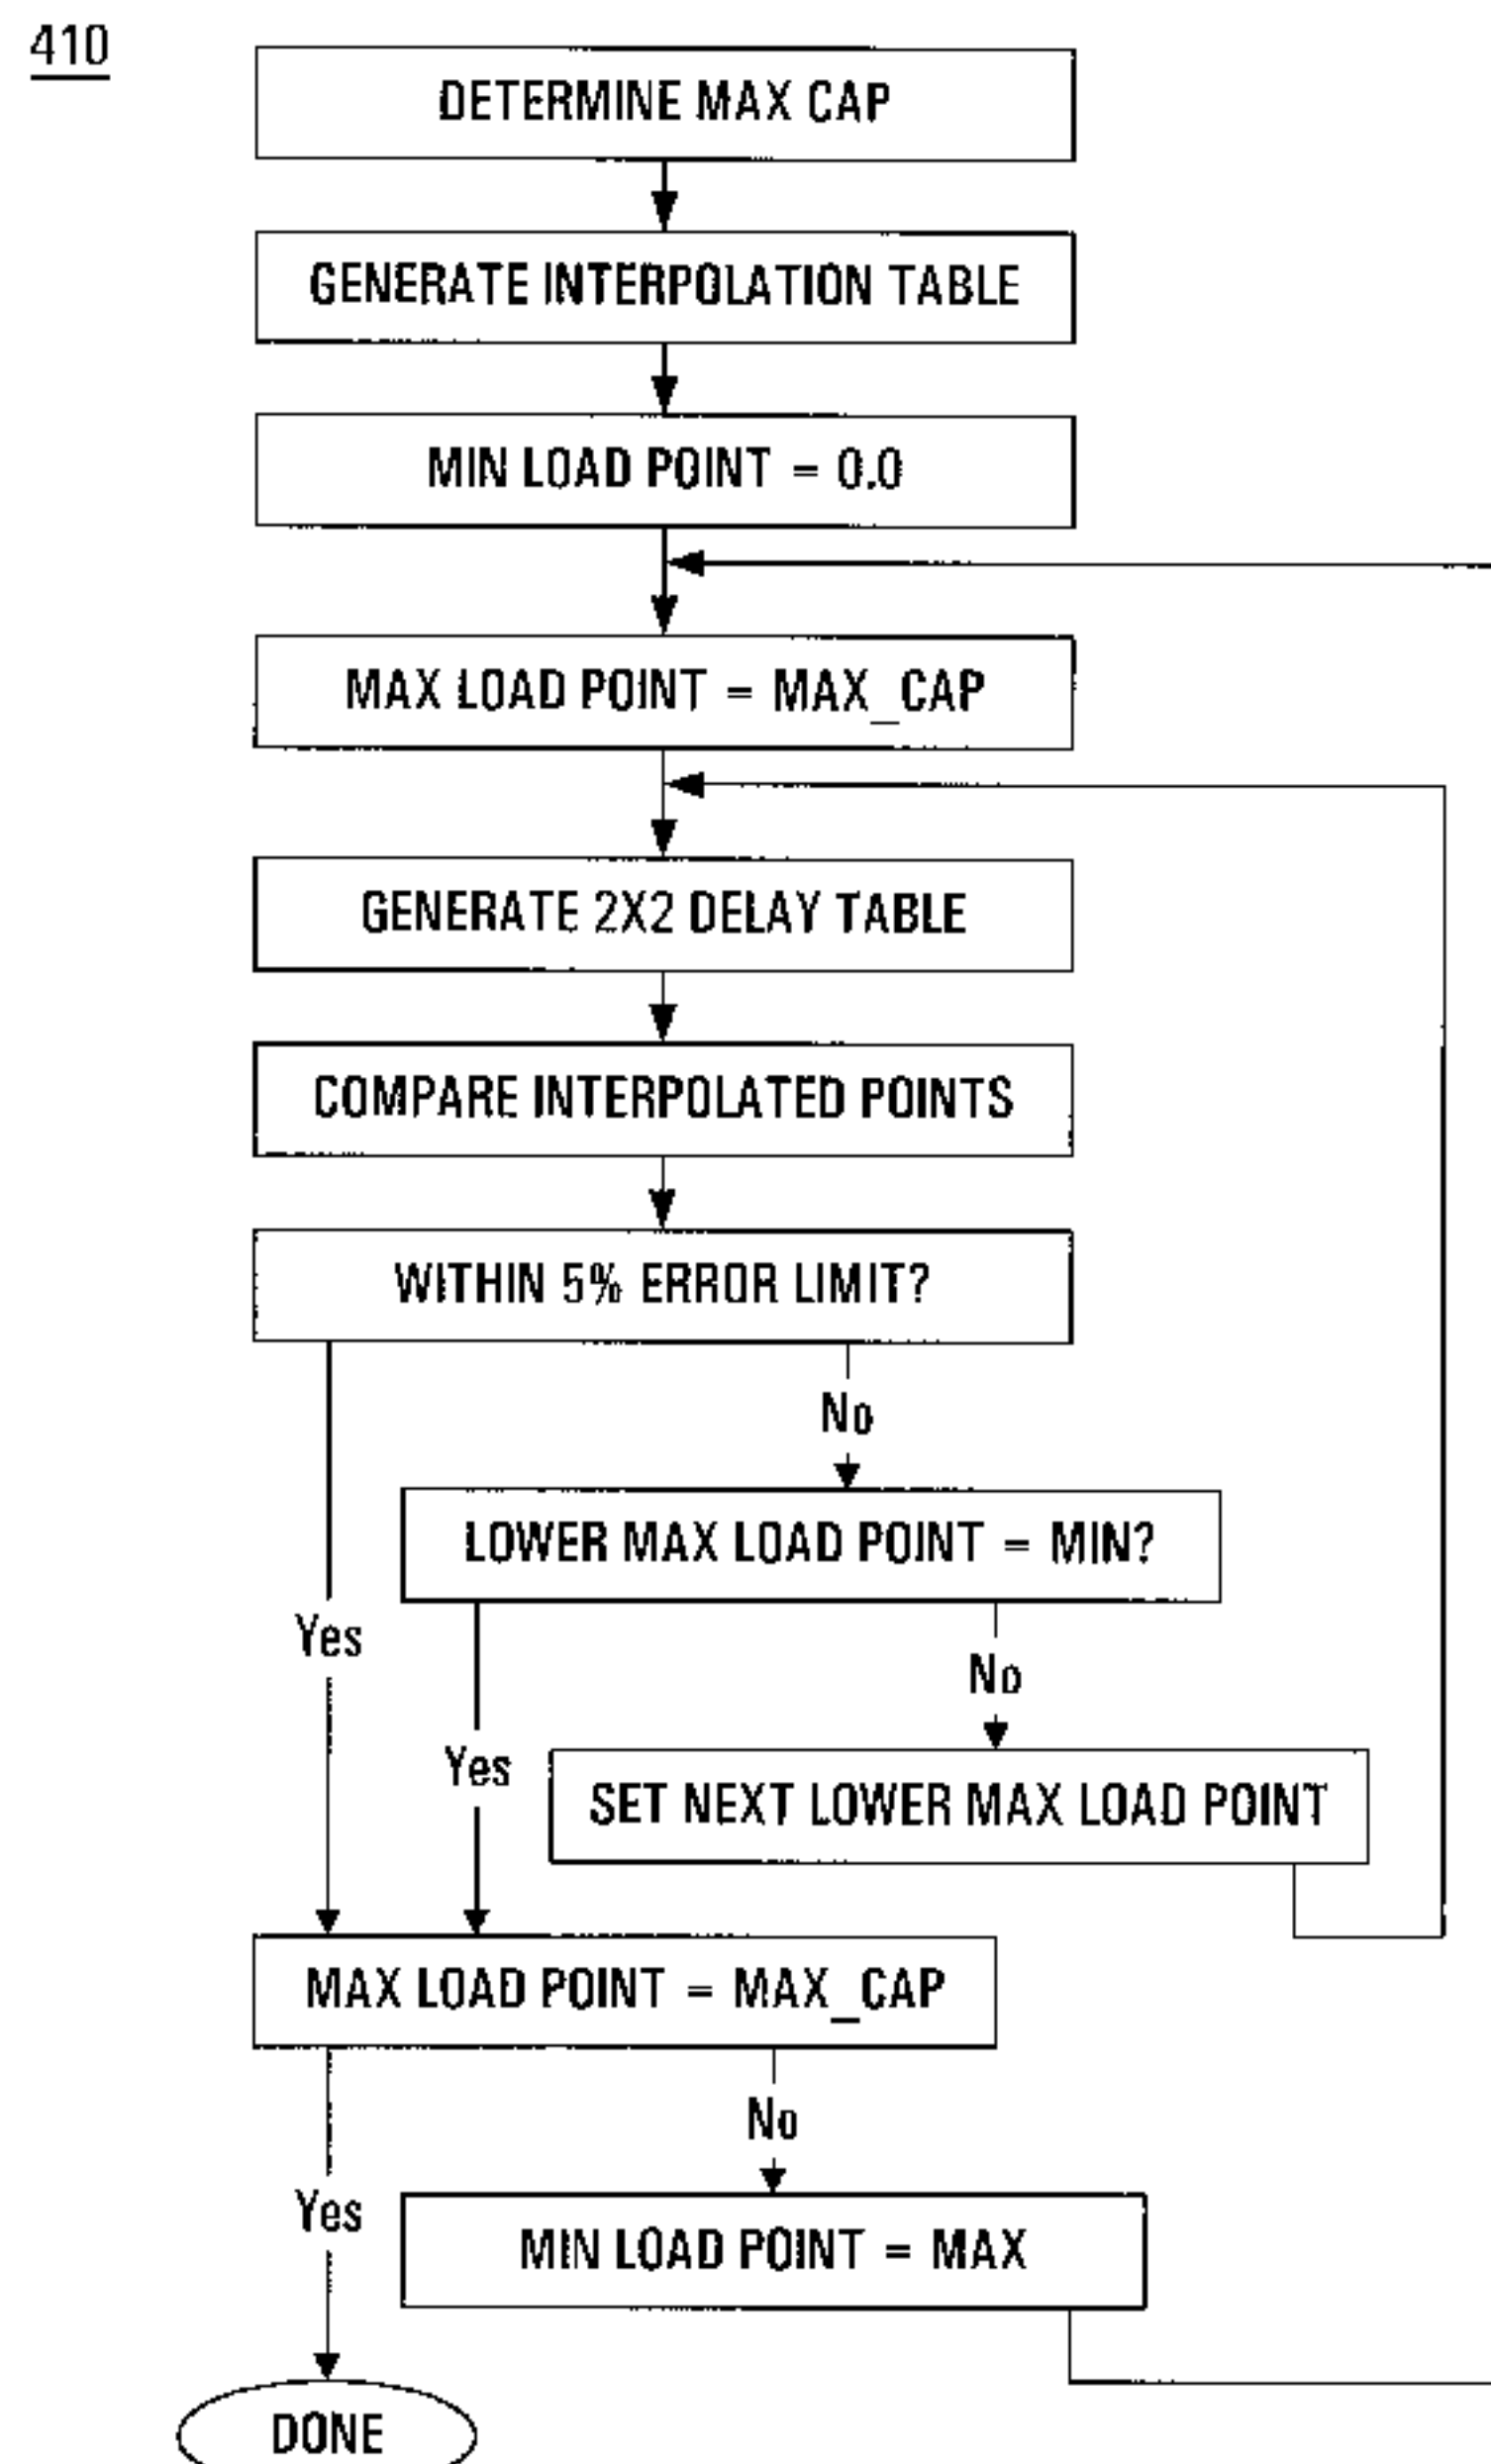 410
DETERMINE MAX CAP
GENERATE INTERPOLATION TABLE
MIN LOAD POINT = 0.0
MAX LOAD POINT = MAX_CAP
GENERATE 2X2 DELAY TABLE
COMPARE INTERPOLATED POINTS
WITHIN 5% ERROR LIMIT?
No
LOWER MAX LOAD POINT = MIN?
Yes
No
Yes
SET NEXT LOWER MAX LOAD POINT
MAX LOAD POINT = MAX_CAP
No
Yes
MIN LOAD POINT = MAX
DONE